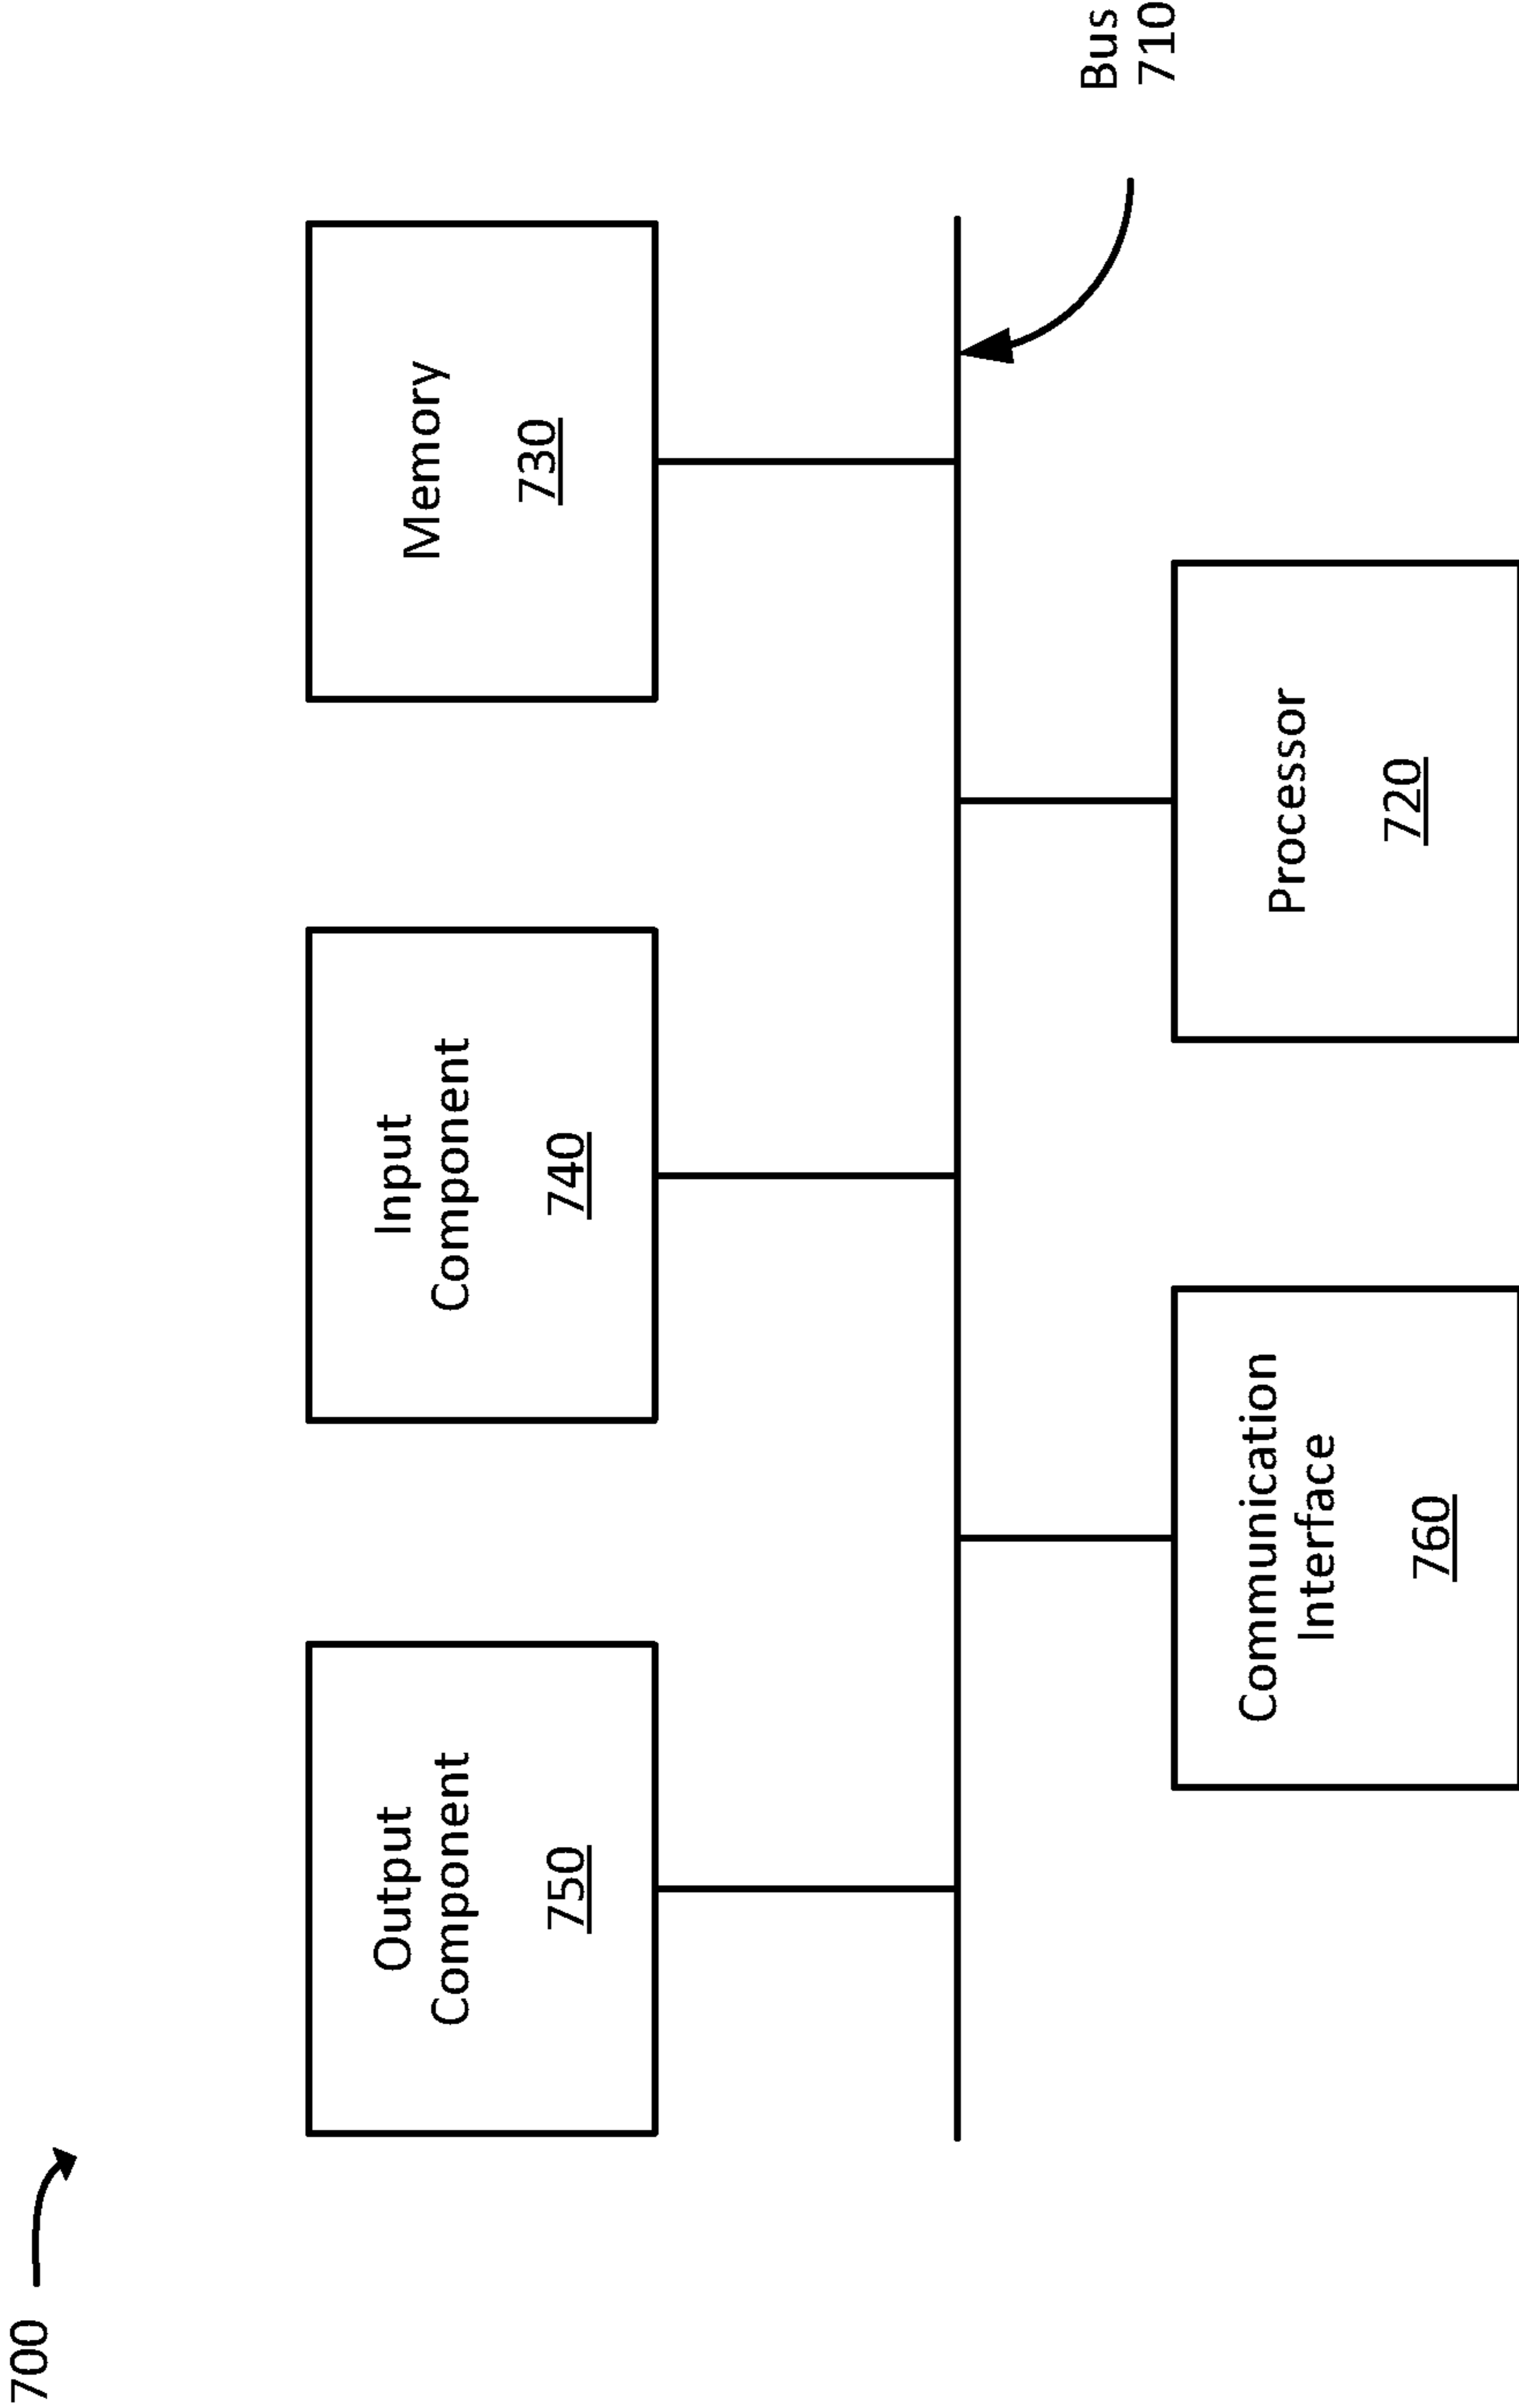 700
Output
Component
750
Input
Component
740
Memory
730
Bus
710
Communication
Interface
760
Processor
720